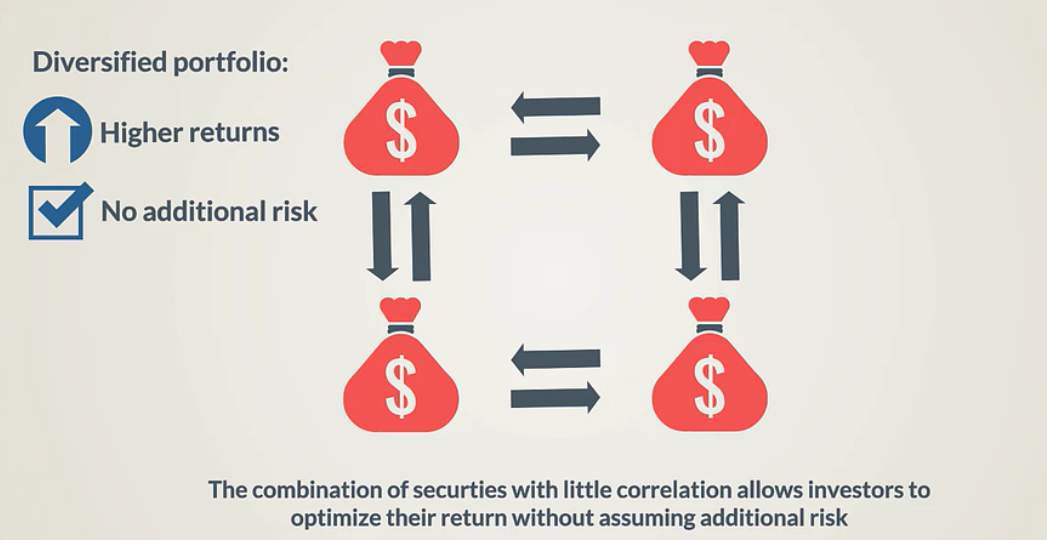 Diversified portfolio:
Higher returns
No additional risk
$
$
$
$
The combination of securties with little correlation allows investors to
optimize their return without assuming additional risk